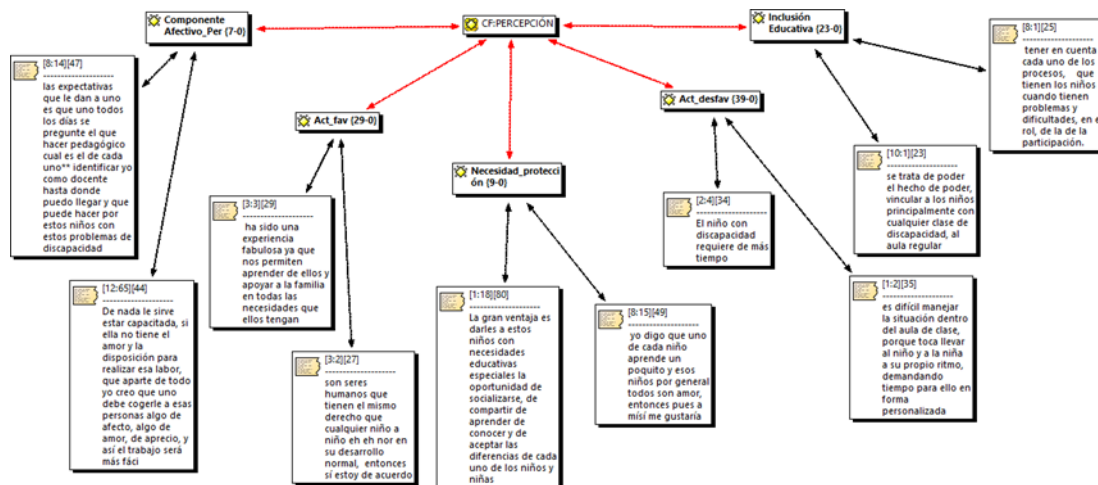 Componente
Afectivo_Per {7-0}
CF:PERCEPCIÓN
Inclusión
Educativa {23-0}
[8:14][47]
--------------------
las expectativas
que le dan a uno
es que uno todos
los días se
pregunte el que
hacer pedagógico
cual es el de cada
uno** identificar yo
como docente
hasta donde
puedo llegar y que
puede hacer por
estos niños con
estos problemas de
discapacidad
[8:1][25]
--------------------
tener en cuenta
cada uno de los
procesos, que
tienen los niños
cuando tienen
problemas y
dificultades, en e
rol, de la de la
participación.
Act_fav {29-0}
Act_desfav {39-0}
Necesidad_protecci
ón {9-0}
[10:1][23]
--------------------
se trata de poder
el hecho de poder,
vincular a los niños
principalmente con
cualquier clase de
discapacidad, al
aula regular
[3:3][29]
--------------------
ha sido una
experiencia
fabulosa ya que
nos permiten
aprender de ellos y
apoyar a la familia
en todas las
necesidades que
ellos tengan
[2:4][34]
--------------------
El niño con
discapacidad
requiere de más
tiempo
[12:65][44]
--------------------
De nada le sirve
estar capacitada, si
ella no tiene el
amor y la
disposición para
realizar esa labor,
que aparte de todo
yo creo que uno
debe cogerle a esas
personas algo de
afecto, algo de
amor, de aprecio, y
así el trabajo será
más fáci
[1:18][80]
--------------------
La gran ventaja es
darles a estos
niños con
necesidades
educativas
especiales la
oportunidad de
socializarse, de
compartir de
aprender de
conocer y de
aceptar las
diferencias de cada
uno de los niños y
niñas
[8:15][49]
--------------------
yo digo que uno
de cada niño
aprende un
poquito y esos
niños por general
todos son amor,
entonces pues a
mísí me gustaría
[1:2][35]
--------------------
es difícil manejar
la situación dentro
del aula de clase,
porque toca llevar
al niño y a la niña
a su propio ritmo,
demandando
tiempo para ello en
forma
personalizada
[3:2][27]
--------------------
son seres
humanos que
tienen el mismo
derecho que
cualquier niño a
niño eh eh nor en
su desarrollo
normal, entonces
sí estoy de acuerdo